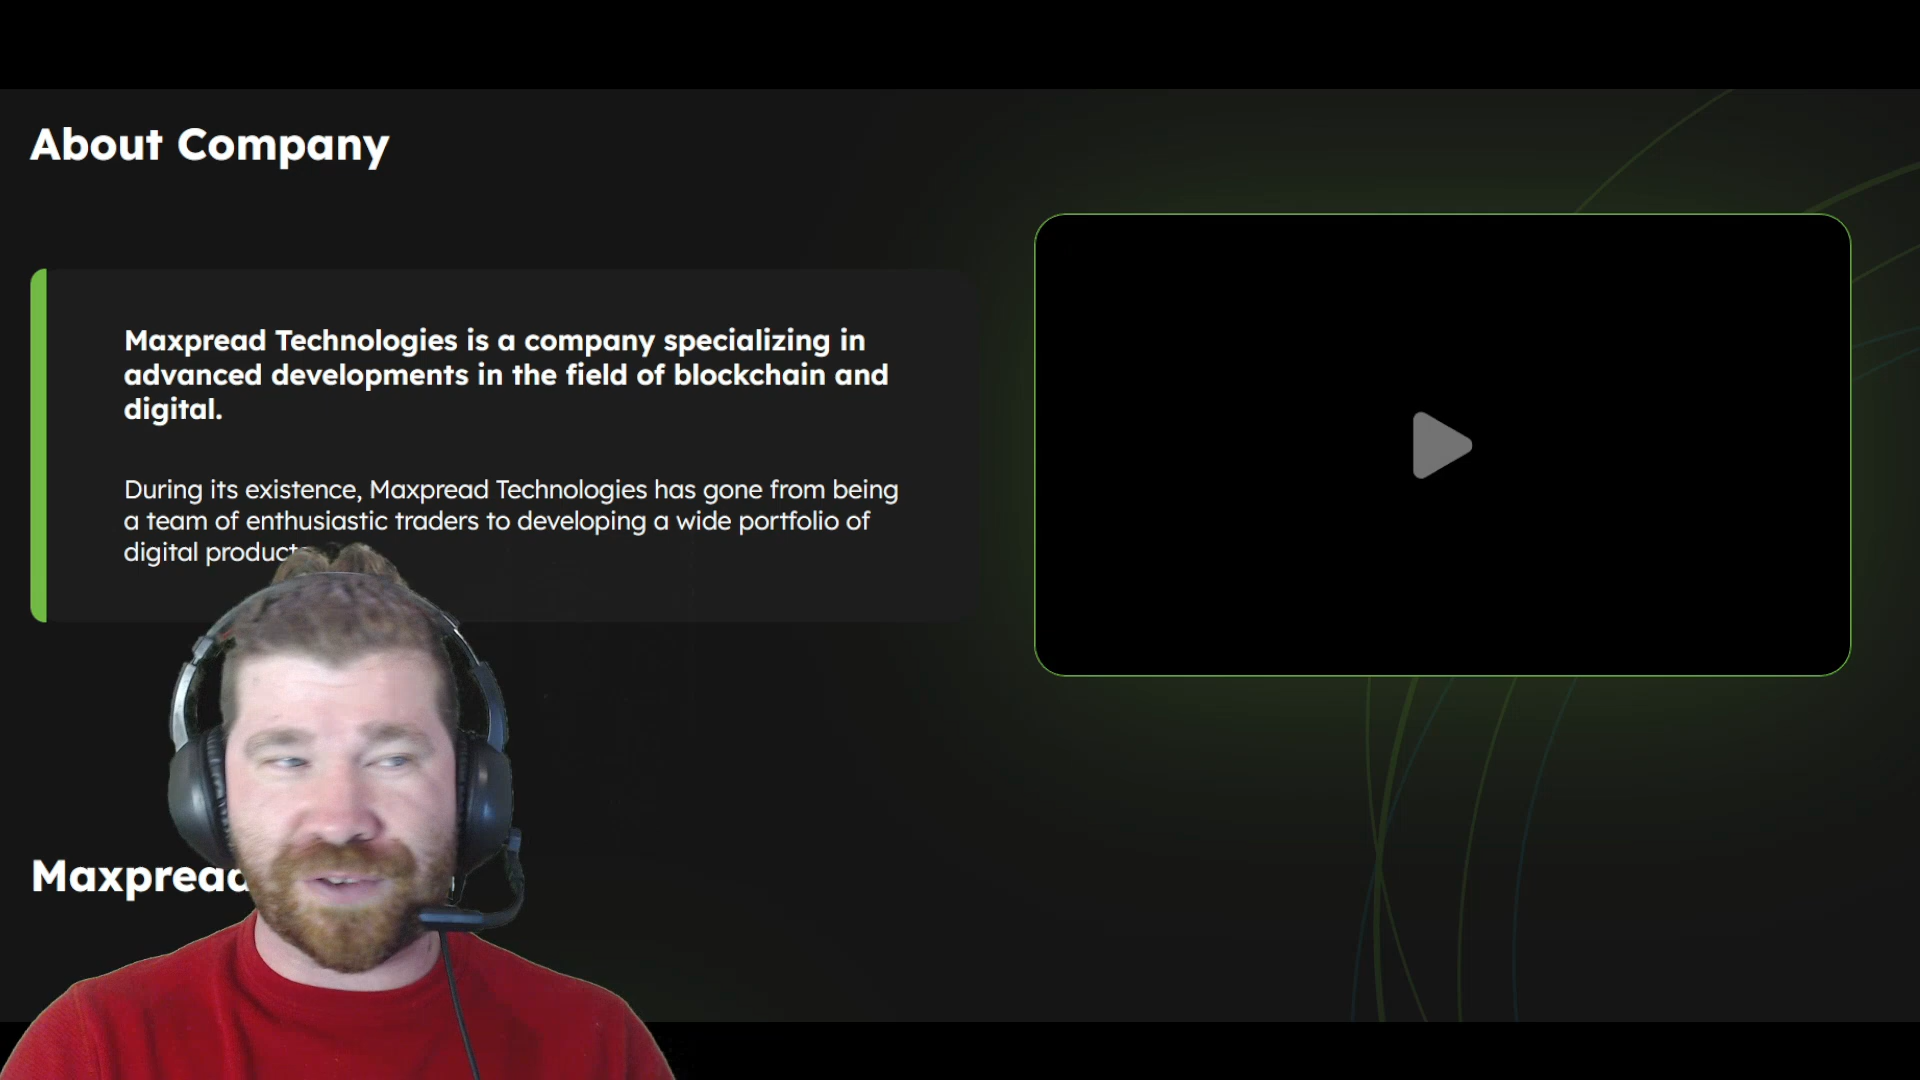 About Company
Maxpread Technologies is a company specializing in
advanced developments in the field of blockchain and
digital.
During its existence, Maxpread Technologies has gone from being
a team of enthusiastic traders to developing a wide portfolio of
digital
Maxpread